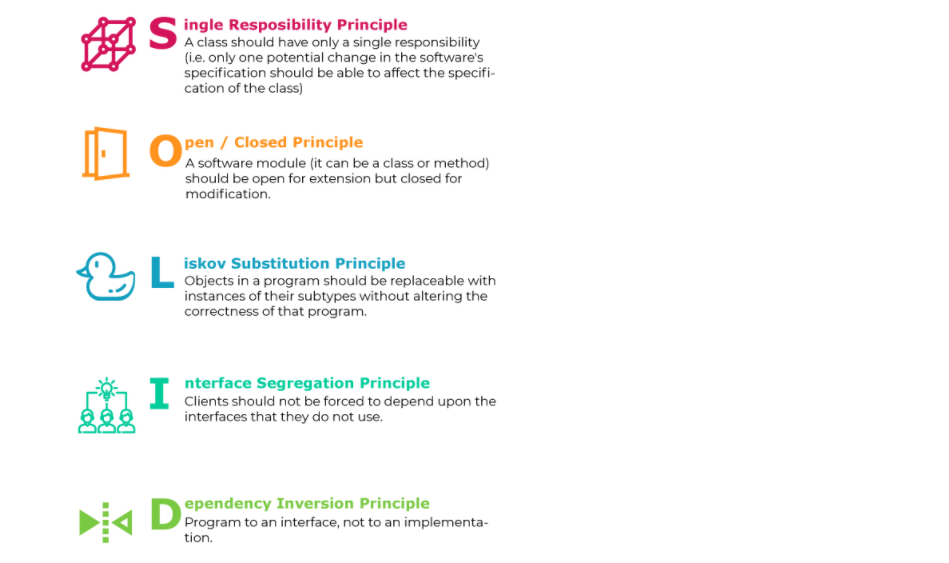 Single Resposibility Principle
A class should have only a single responsibility
(i.e. only one potential change in the software's
specification should be able to affect the specifi-
cation of the class)
Open / Closed Principle
A software module (it can be a class or method)
should be open for extension but closed for
modification.
Liskov Substitution Principle
Objects in a program should be replaceable with
instances of their subtypes without altering the
correctness of that program.
Interface Segregation Principle
Clients should not be forced to depend upon the
interfaces that they do not use.
Dependency Inversion Principle
Program to an interface, not to an implementa-
tion.